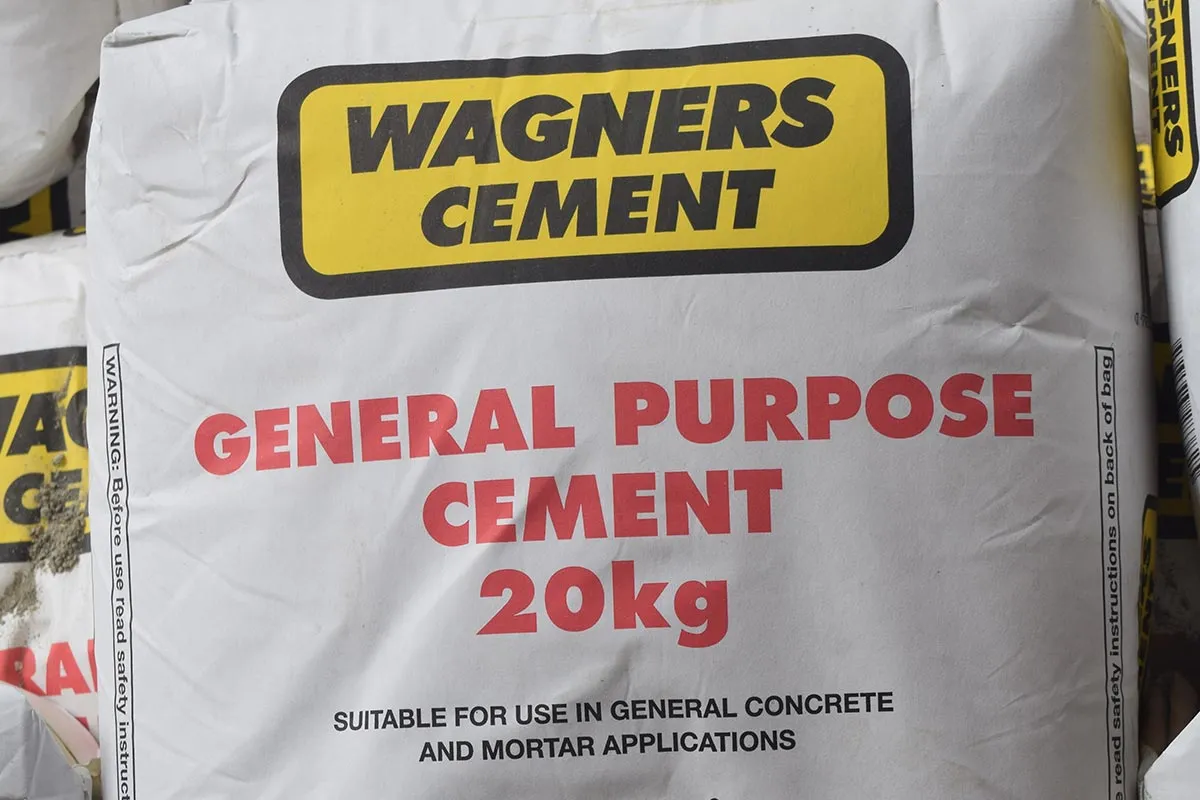 WAGNERS
CEMENT
GENERAL PURPOSE
CEMENT
20kg
SUITABLE FOR USE IN GENERAL CONCRETE
AND MORTAR APPLICATIONS
WARNING: Before use read safety
read safety instructions on back of bag
GNERS